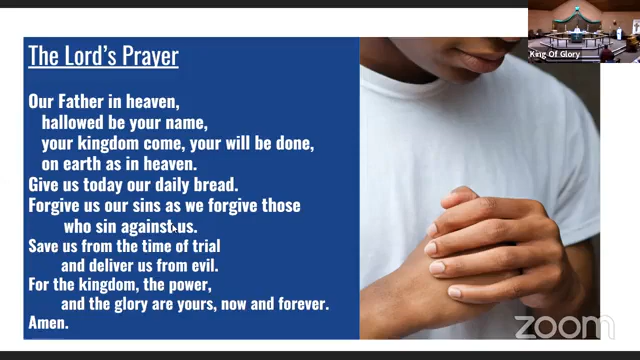 The Lord's Prayer
Our Father in heaven,
hallowed be your name,
your kingdom come, your will be done,
on earth as in heaven.
Give us today our daily bread.
Forgive us our sins as we forgive those
who sin against us.
Save us from the time of trial
and deliver us from evil.
For the kingdom, the power,
and the glory are yours, now and forever.
Amen.
King Of Glory
zoom